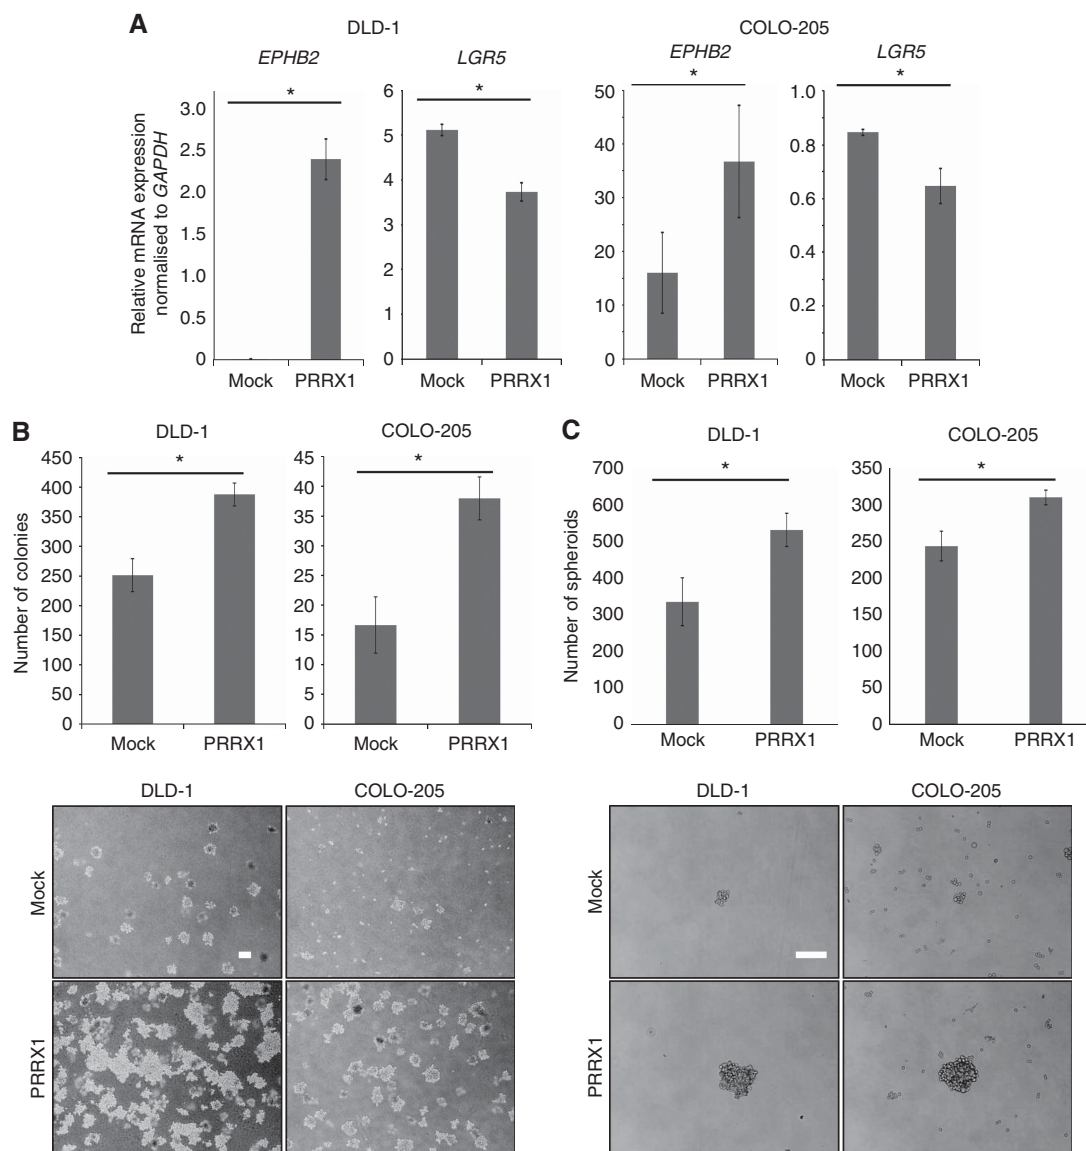 A
DLD-1
COLO-205
EPHB2
LGR5
EPHB2
LGR5
*
*
*
*
Relative mRNA expression
normalised to GAPDH
3.0
2.5
2.0
1.5
1.0
0.5
0
6
5
4
3
2
1
0
50
40
30
20
10
0
1.0
0.8
0.6
0.4
0.2
0
Mock PRRX1
Mock PRRX1
Mock PRRX1
Mock PRRX1
B
DLD-1
COLO-205
*
*
Number of colonies
450
400
350
300
250
200
150
100
50
0
45
40
35
30
25
20
15
10
5
0
Mock PRRX1
Mock PRRX1
DLD-1
COLO-205
Mock
PRRX1
C
DLD-1
COLO-205
*
*
Number of spheroids
700
600
500
400
300
200
100
0
350
300
250
200
150
100
50
0
Mock PRRX1
Mock PRRX1
DLD-1
COLO-205
Mock
PRRX1